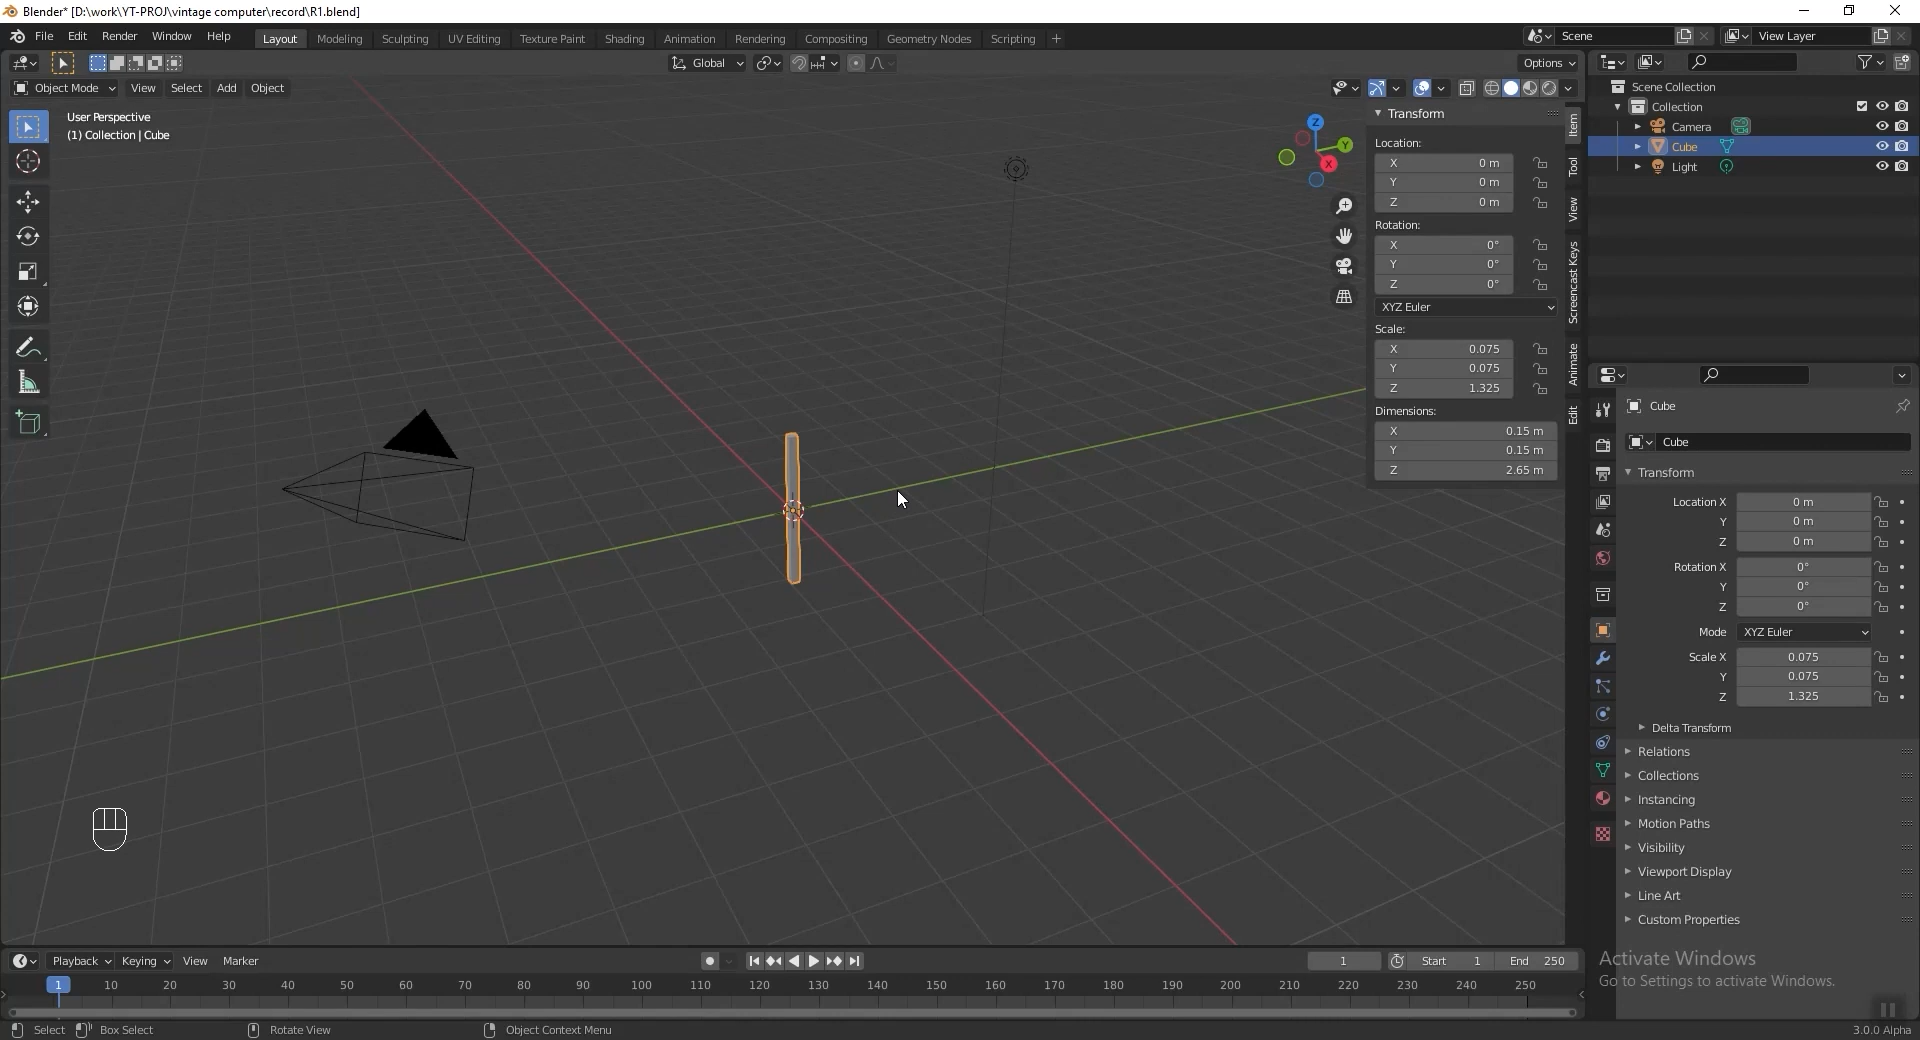 Blender* [D:\work\YT-PROJ\vintage computer\record\R1.blend]
File Edit Render Window Help Layout Modeling Sculpting UV Editing Texture Paint Shading Animation Rendering Compositing Geometry Nodes Scripting + Scene View Layer
Global Options
Object Mode View Select Add Object
User Perspective
(1) Collection | Cube
Z
Y
X
Transform
Location:
X 0 m
Y 0 m
Z 0 m
Rotation:
X 0°
Y 0°
Z 0°
XYZ Euler
Scale:
X 0.075
Y 0.075
Z 1.325
Dimensions:
X 0.15 m
Y 0.15 m
Z 2.65 m
Item
Tool
View
Screencast Keys
Animate
Edit
Scene Collection
Collection
Camera
Cube
Light
Cube
Cube
Transform
Location X 0 m
Y 0 m
Z 0 m
Rotation X 0°
Y 0°
Z 0°
Mode XYZ Euler
Scale X 0.075
Y 0.075
Z 1.325
Delta Transform
Relations
Collections
Instancing
Motion Paths
Visibility
Viewport Display
Line Art
Custom Properties
Activate Windows
Go to Settings to activate Windows.
Playback Keying View Marker 1 Start 1 End 250
1 10 20 30 40 50 60 70 80 90 100 110 120 130 140 150 160 170 180 190 200 210 220 230 240 250
Select Box Select Rotate View Object Context Menu 3.0.0 Alpha